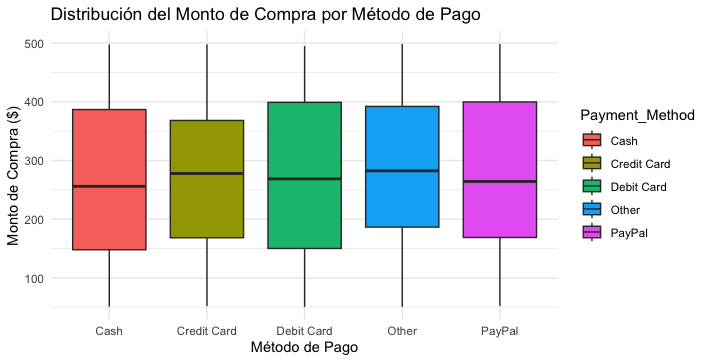 Distribución del Monto de Compra por Método de Pago
Monto de Compra ($)
500
400
300
200
100
Cash
Credit Card
Debit Card
Other
PayPal
Método de Pago
Payment_Method
Cash
Credit Card
Debit Card
Other
PayPal